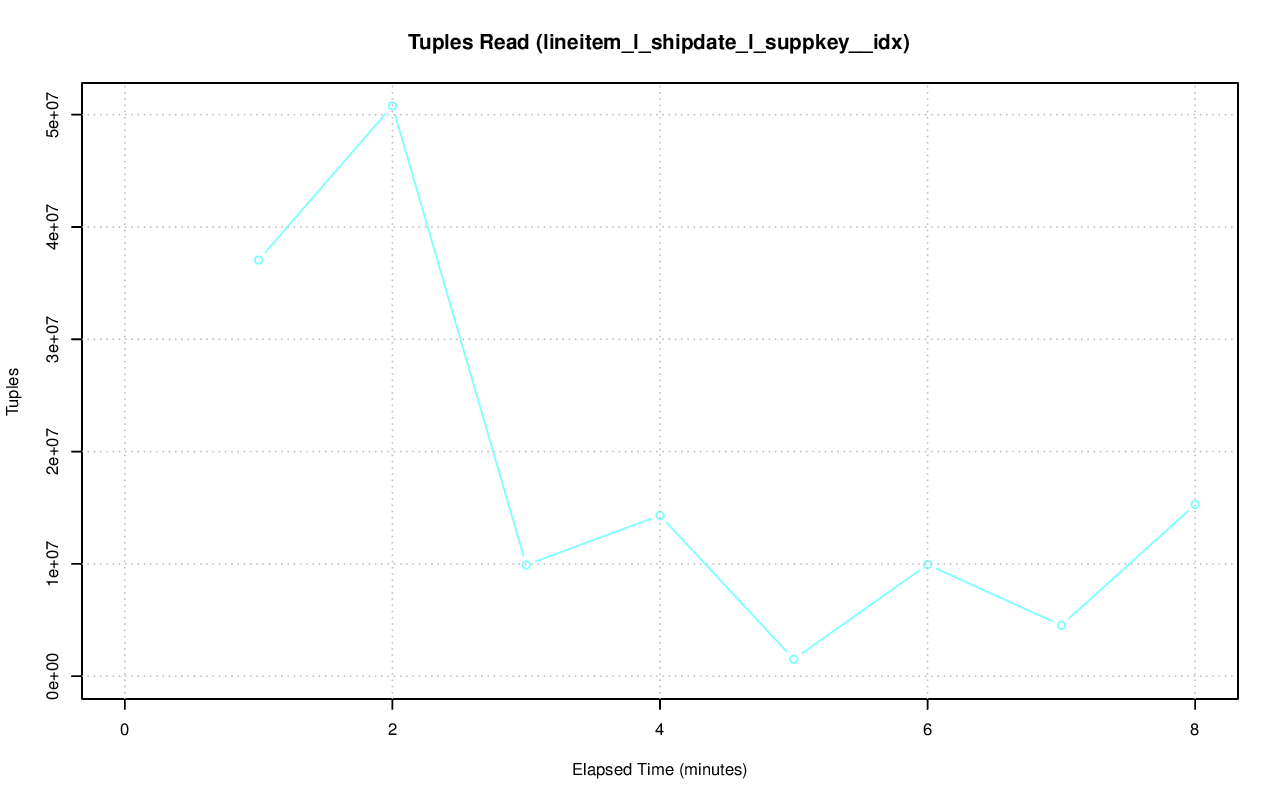 Tuples Read (lineitem_l_shipdate_l_suppkey__idx)
Tuples
5e+07
4e+07
3e+07
2e+07
1e+07
0e+00
0 2 4 6 8
Elapsed Time (minutes)